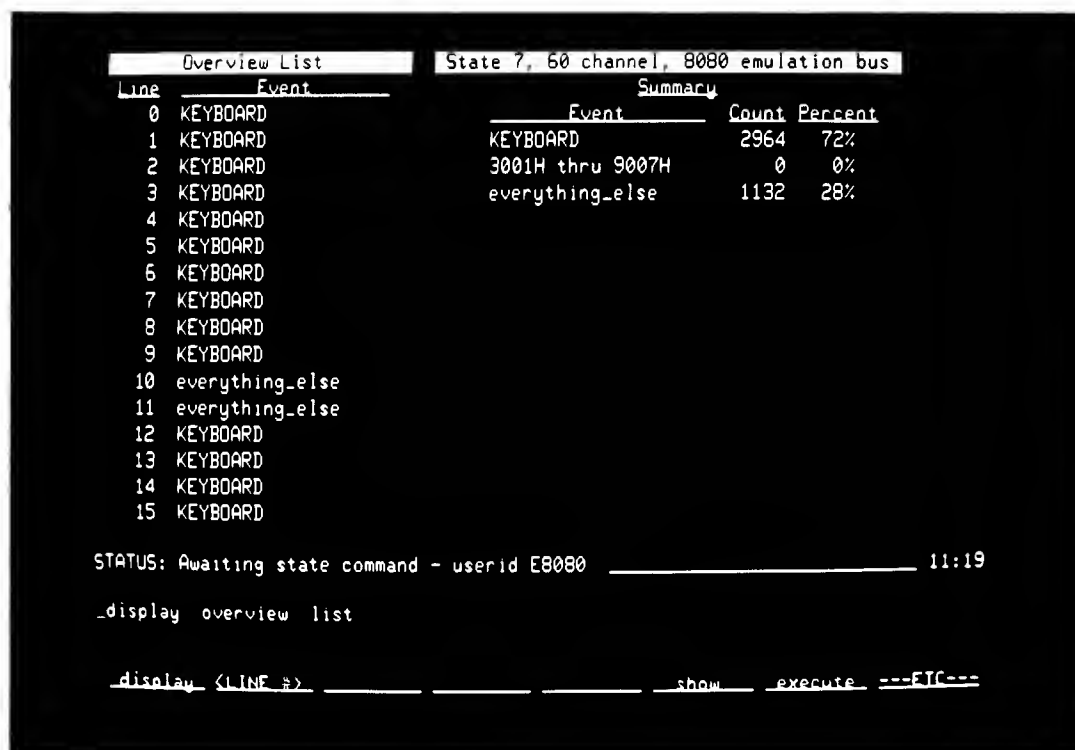 Overview List State 7, 60 channel, 8080 emulation bus
Line Event Summary
0 KEYBOARD Event Count Percent
1 KEYBOARD KEYBOARD 2964 72%
2 KEYBOARD 3001H thru 9007H 0 0%
3 KEYBOARD everything_else 1132 28%
4 KEYBOARD
5 KEYBOARD
6 KEYBOARD
7 KEYBOARD
8 KEYBOARD
9 KEYBOARD
10 everything_else
11 everything_else
12 KEYBOARD
13 KEYBOARD
14 KEYBOARD
15 KEYBOARD
STATUS: Awaiting state command - userid E8080 11:19
_display overview list
display <LINE #> show execute ---ETC---